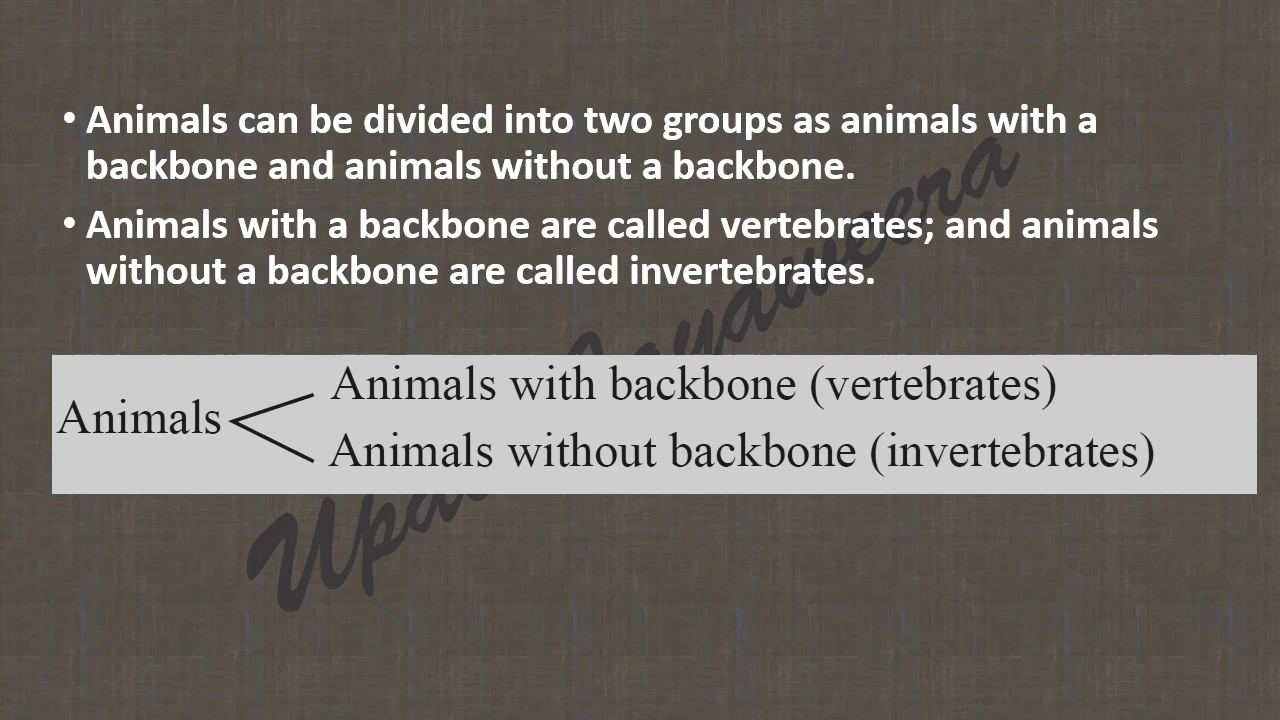 • Animals can be divided into two groups as animals with a
backbone and animals without a backbone.
• Animals with a backbone are called vertebrates; and animals
without a backbone are called invertebrates.
Animals
Animals with backbone (vertebrates)
Animals without backbone (invertebrates)